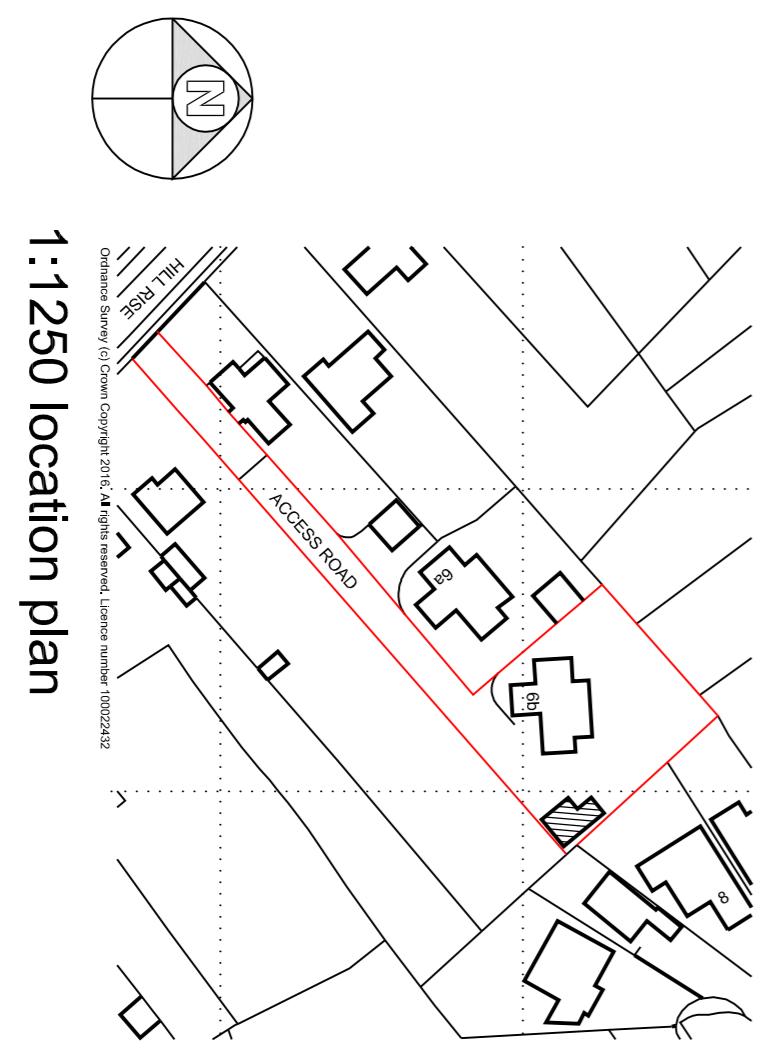 N
HILL RISE
ACCESS ROAD
6a
6b
8
Ordnance Survey (c) Crown Copyright 2016. All rights reserved. Licence number 100022432
1:1250 location plan